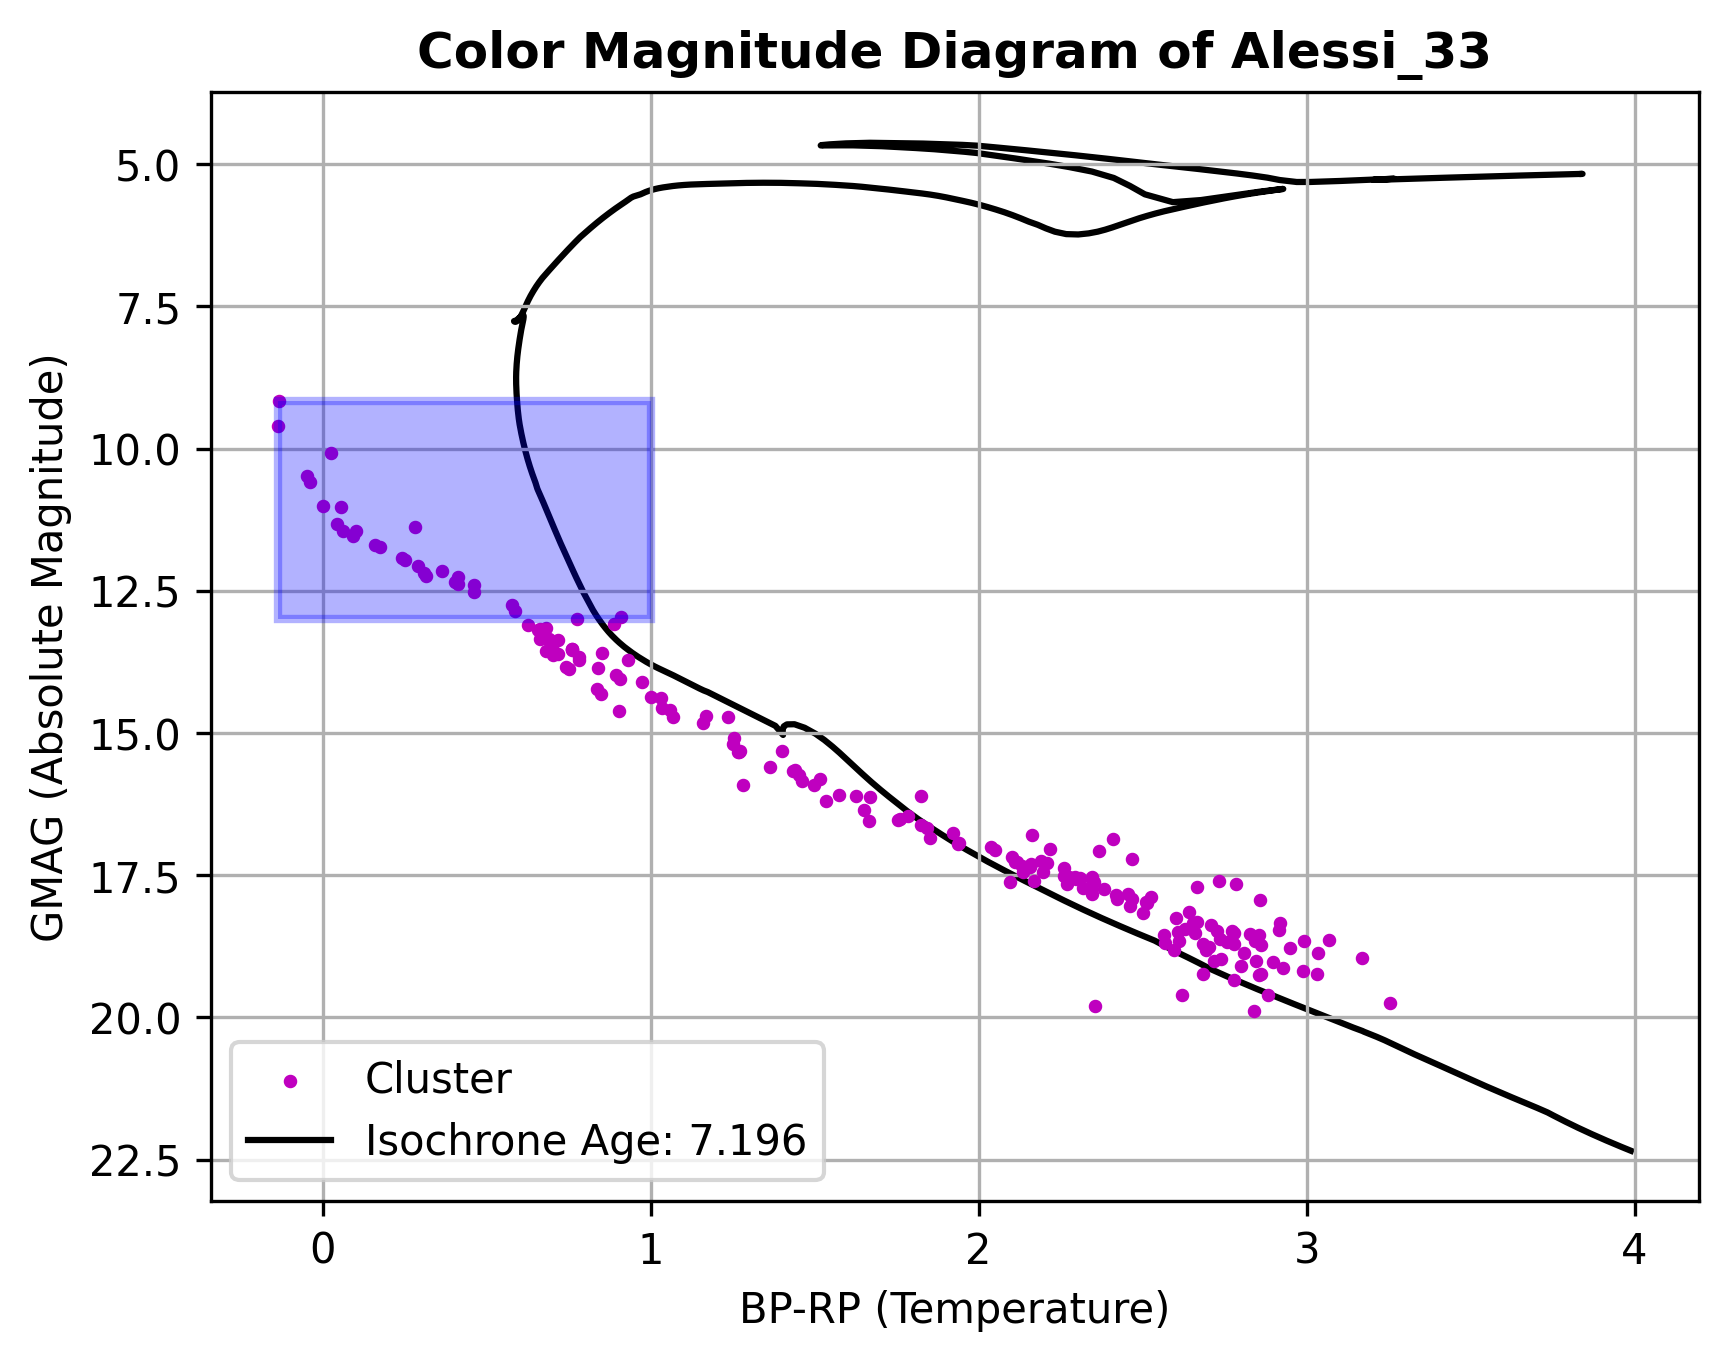 Color Magnitude Diagram of Alessi_33
GMAG (Absolute Magnitude)
5.0
7.5
10.0
12.5
15.0
17.5
20.0
22.5
Cluster
Isochrone Age: 7.196
0 1 2 3 4
BP-RP (Temperature)